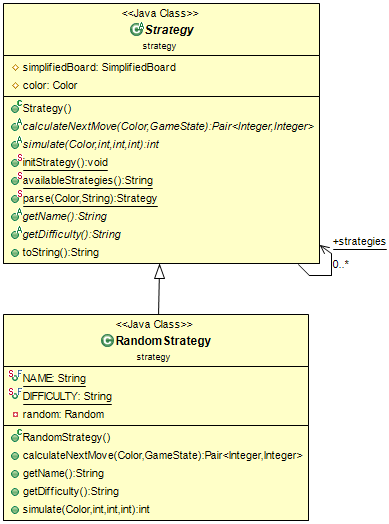 <<Java Class>>
Strategy
strategy
simplifiedBoard: SimplifiedBoard
color: Color
Strategy()
calculateNextMove(Color,GameState):Pair<Integer,Integer>
simulate(Color,int,int,int):int
initStrategy():void
availableStrategies():String
parse(Color,String):Strategy
getName():String
getDifficulty():String
toString():String
+strategies
0..*
<<Java Class>>
RandomStrategy
strategy
NAME: String
DIFFICULTY: String
random: Random
RandomStrategy()
calculateNextMove(Color,GameState):Pair<Integer,Integer>
getName():String
getDifficulty():String
simulate(Color,int,int,int):int